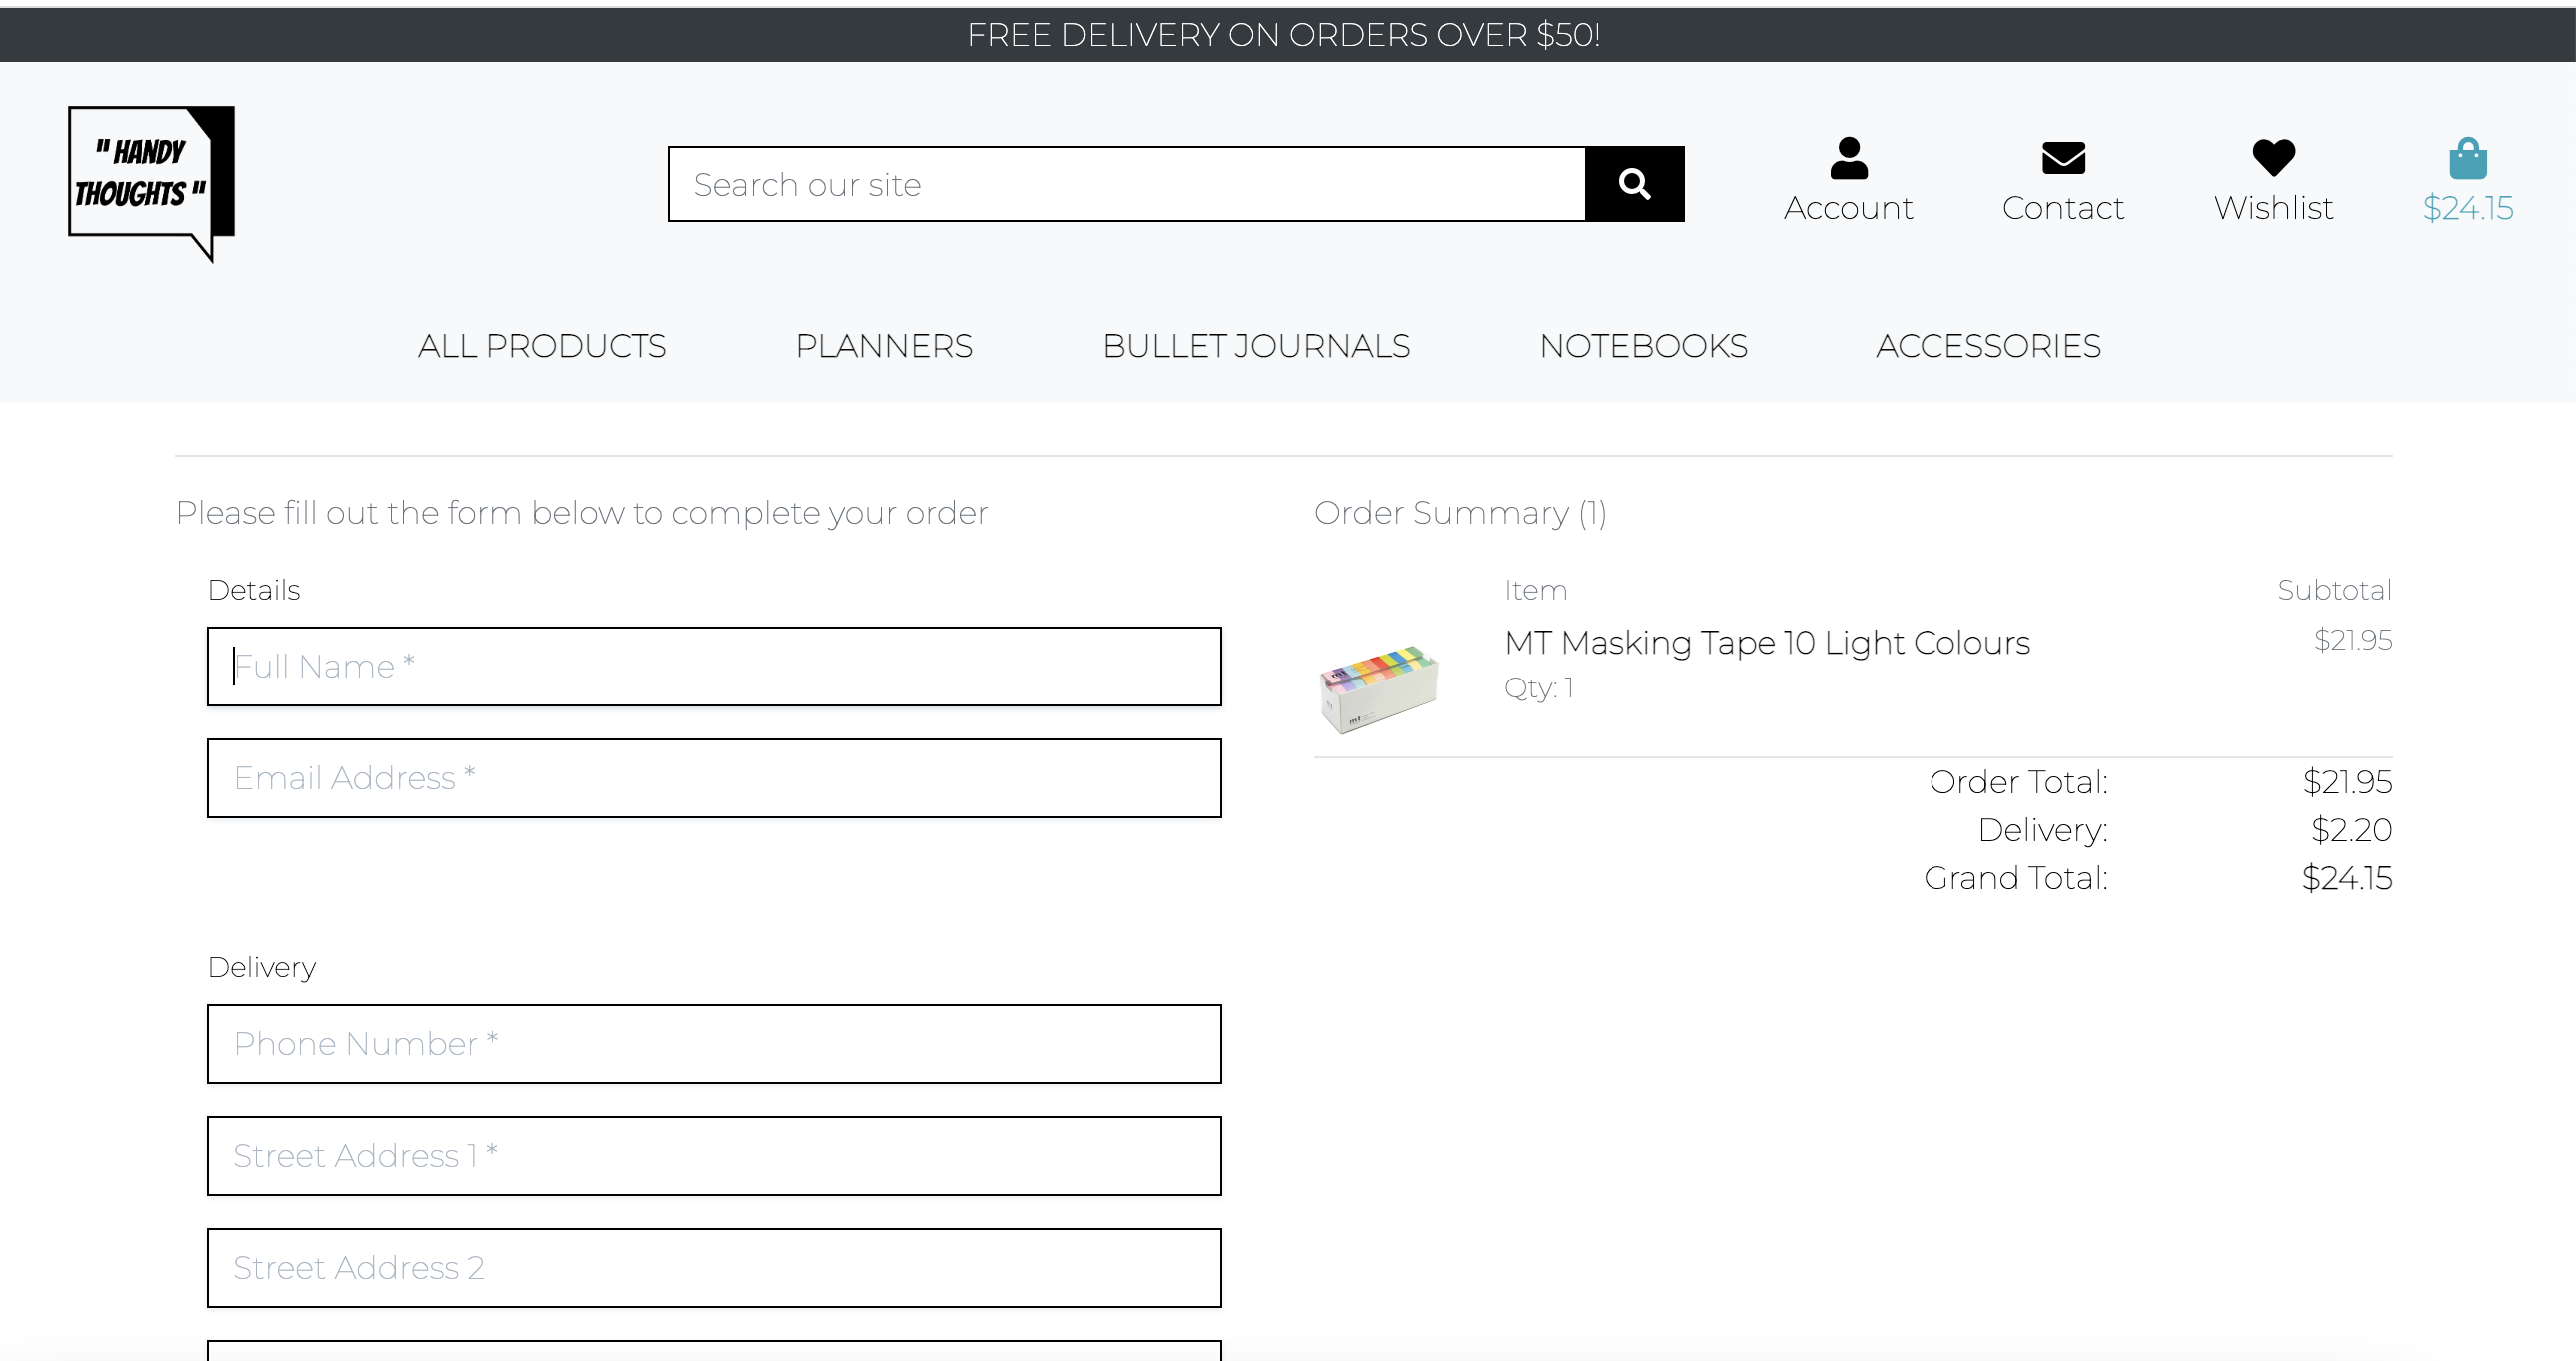 FREE DELIVERY ON ORDERS OVER $50!
" HANDY
THOUGHTS "
Search our site
Account
Contact
Wishlist
$24.15
ALL PRODUCTS
PLANNERS
BULLET JOURNALS
NOTEBOOKS
ACCESSORIES
Please fill out the form below to complete your order
Details
Full Name *
Email Address *
Delivery
Phone Number *
Street Address 1 *
Street Address 2
Order Summary (1)
Item
Subtotal
MT Masking Tape 10 Light Colours
$21.95
Qty: 1
mt
Order Total:
$21.95
Delivery:
$2.20
Grand Total:
$24.15